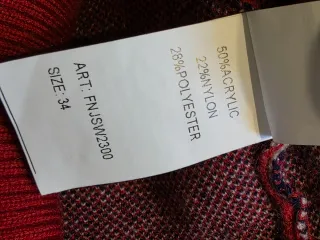 50%ACRYLIC
22%NYLON
28%POLYESTER
ART: FNJSW2300
SIZE: 34